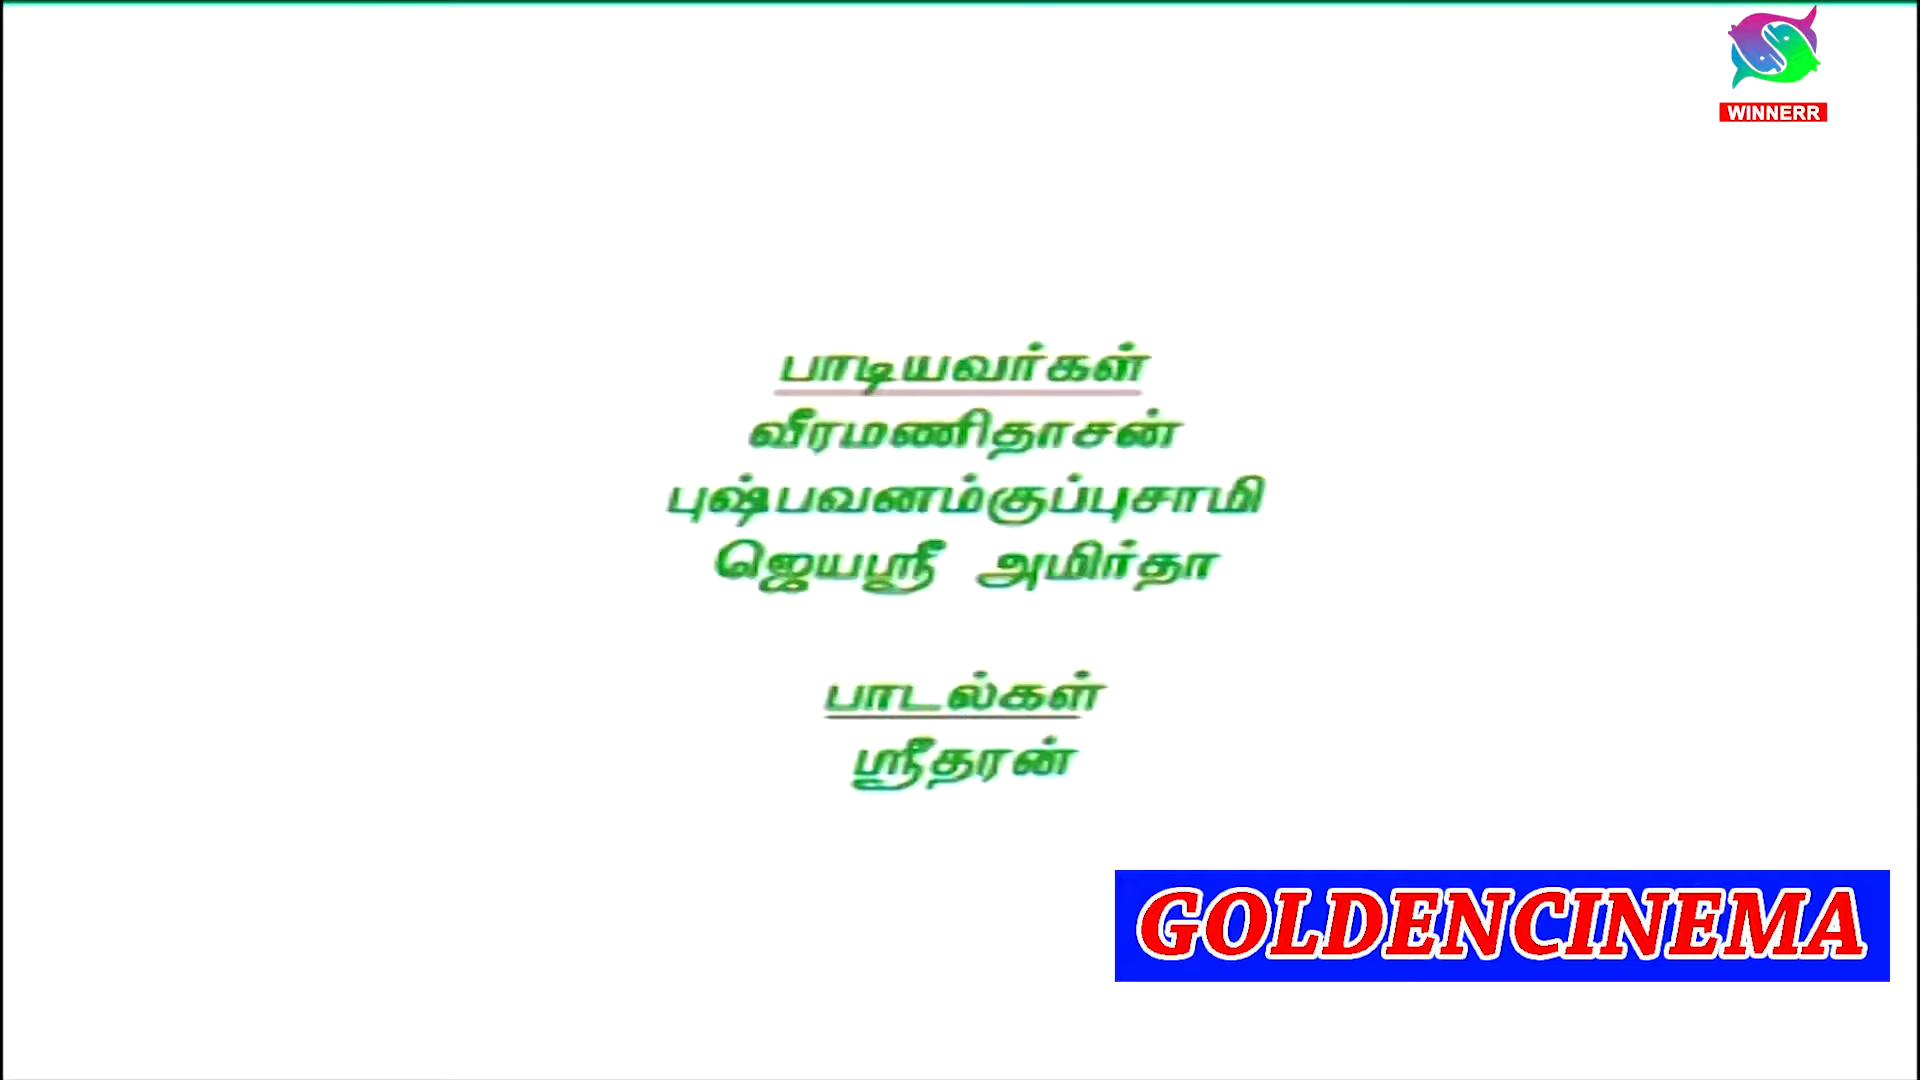 WINNERR
பாடியவர்கள்
வீரமணிதாசன்
புஷ்பவனம்குப்புசாமி
ஜெயஸ்ரீ அமிர்தா
பாடல்கள்
ஸ்ரீதரன்
GOLDENCINEMA